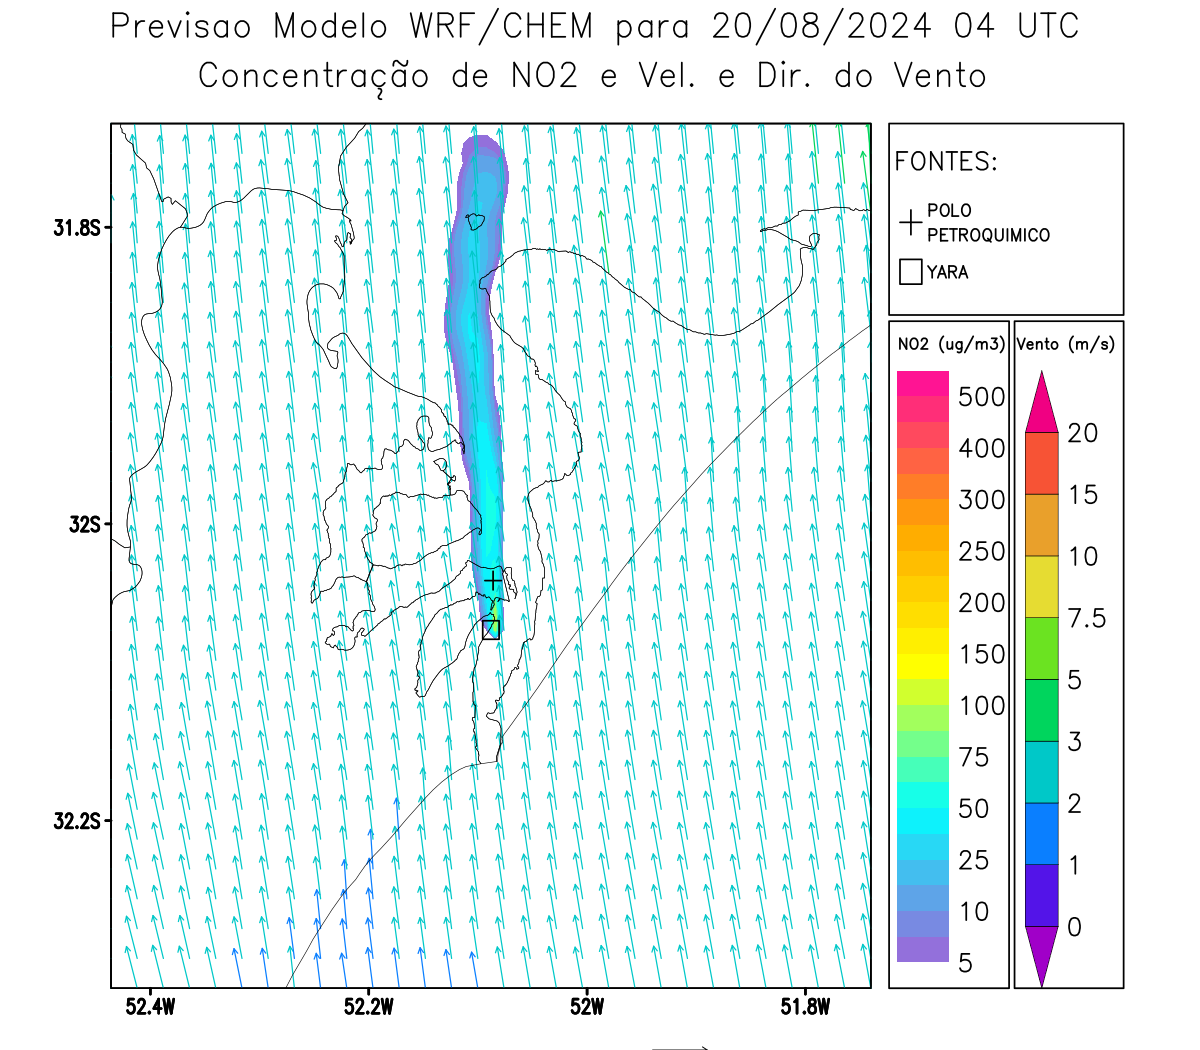 Previsao Modelo WRF/CHEM para 20/08/2024 04 UTC
Concentração de NO2 e Vel. e Dir. do Vento
31.8S
32S
32.2S
52.4W
52.2W
52W
51.8W
FONTES:
POLO
PETROQUIMICO
YARA
NO2 (ug/m3)
500
400
300
250
200
150
100
75
50
25
10
5
Vento (m/s)
20
15
10
7.5
5
3
2
1
0